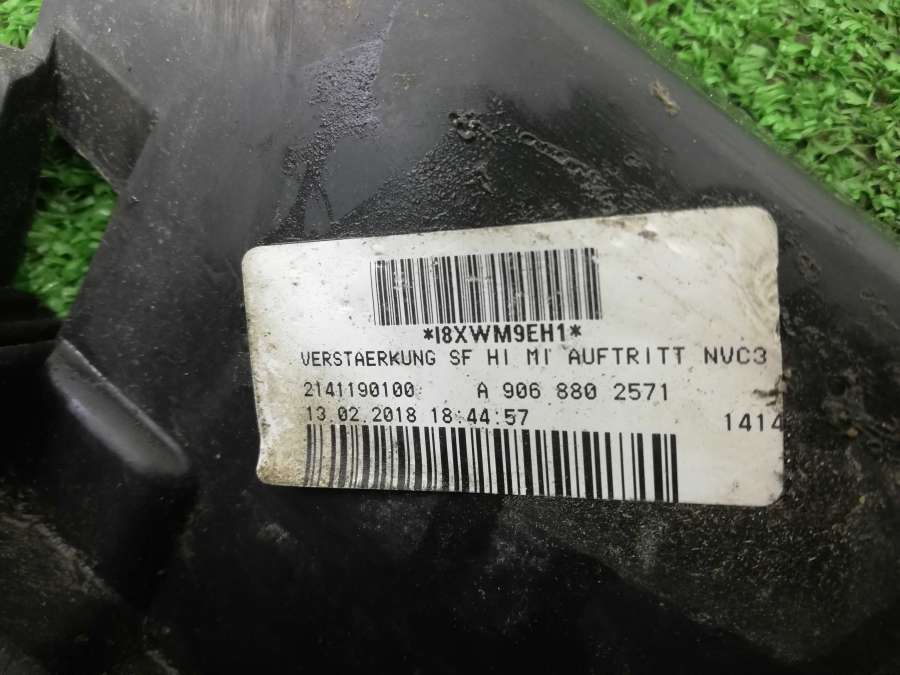 *I8XWM9EH1*
VERSTAERKUNG SF HI MI AUFTRITT NVC3
2141190100 A 906 880 2571
13.02.2018 18:44:57 1414